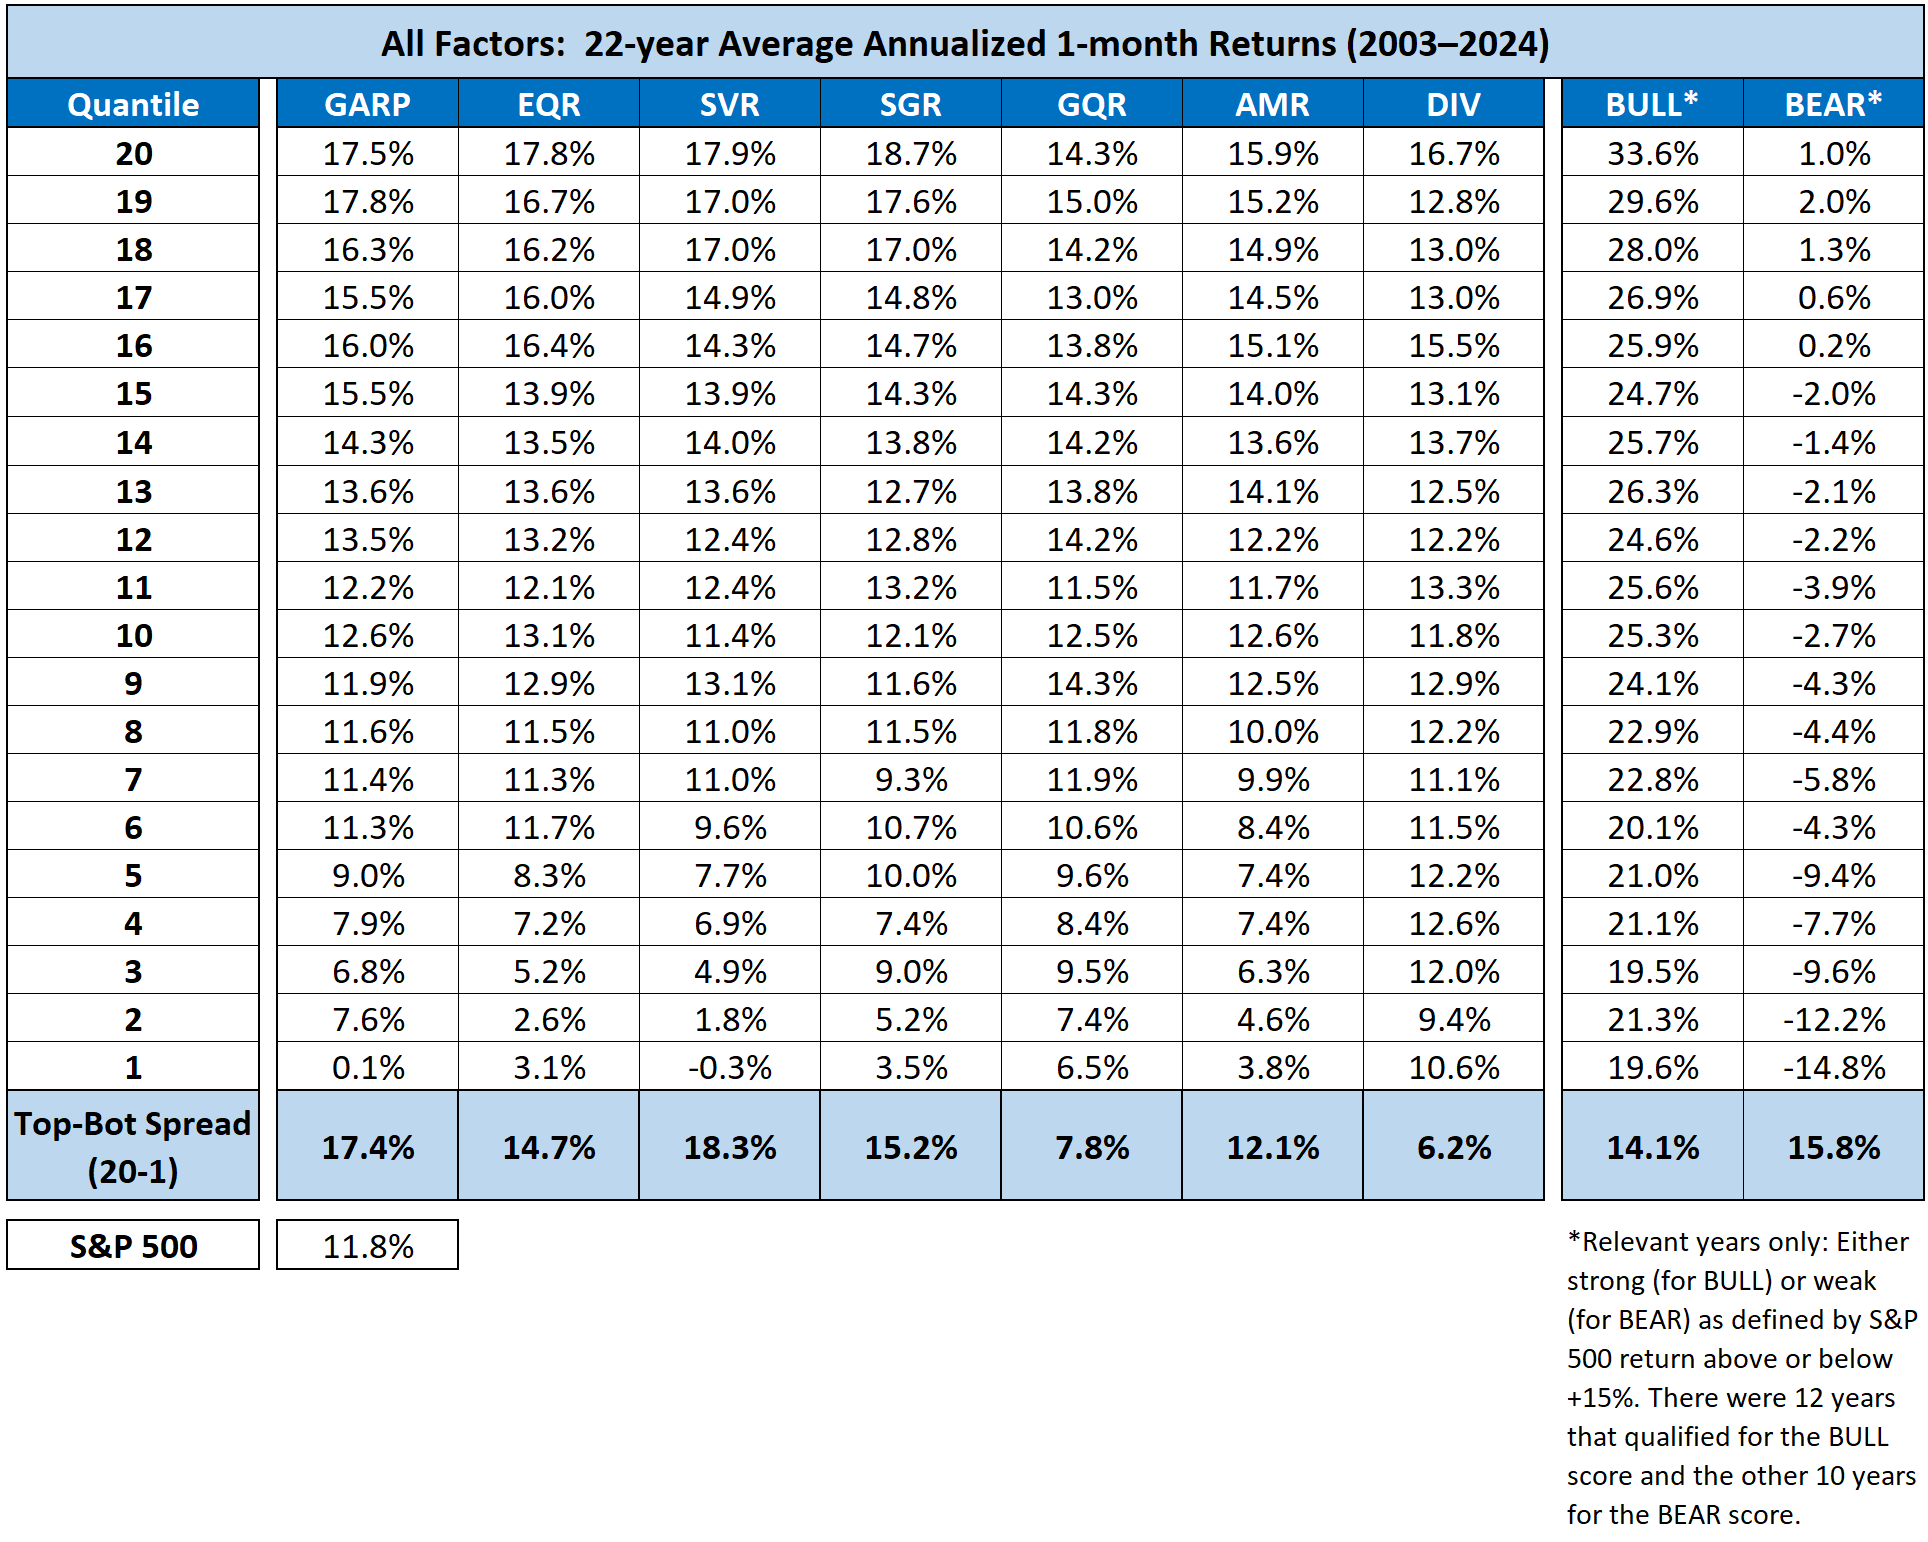 All Factors:  22-year Average Annualized 1-month Returns (2003–2024)
Quantile GARP EQR SVR SGR GQR AMR DIV BULL* BEAR*
20 17.5% 17.8% 17.9% 18.7% 14.3% 15.9% 16.7% 33.6% 1.0%
19 17.8% 16.7% 17.0% 17.6% 15.0% 15.2% 12.8% 29.6% 2.0%
18 16.3% 16.2% 17.0% 17.0% 14.2% 14.9% 13.0% 28.0% 1.3%
17 15.5% 16.0% 14.9% 14.8% 13.0% 14.5% 13.0% 26.9% 0.6%
16 16.0% 16.4% 14.3% 14.7% 13.8% 15.1% 15.5% 25.9% 0.2%
15 15.5% 13.9% 13.9% 14.3% 14.3% 14.0% 13.1% 24.7% -2.0%
14 14.3% 13.5% 14.0% 13.8% 14.2% 13.6% 13.7% 25.7% -1.4%
13 13.6% 13.6% 13.6% 12.7% 13.8% 14.1% 12.5% 26.3% -2.1%
12 13.5% 13.2% 12.4% 12.8% 14.2% 12.2% 12.2% 24.6% -2.2%
11 12.2% 12.1% 12.4% 13.2% 11.5% 11.7% 13.3% 25.6% -3.9%
10 12.6% 13.1% 11.4% 12.1% 12.5% 12.6% 11.8% 25.3% -2.7%
9 11.9% 12.9% 13.1% 11.6% 14.3% 12.5% 12.9% 24.1% -4.3%
8 11.6% 11.5% 11.0% 11.5% 11.8% 10.0% 12.2% 22.9% -4.4%
7 11.4% 11.3% 11.0% 9.3% 11.9% 9.9% 11.1% 22.8% -5.8%
6 11.3% 11.7% 9.6% 10.7% 10.6% 8.4% 11.5% 20.1% -4.3%
5 9.0% 8.3% 7.7% 10.0% 9.6% 7.4% 12.2% 21.0% -9.4%
4 7.9% 7.2% 6.9% 7.4% 8.4% 7.4% 12.6% 21.1% -7.7%
3 6.8% 5.2% 4.9% 9.0% 9.5% 6.3% 12.0% 19.5% -9.6%
2 7.6% 2.6% 1.8% 5.2% 7.4% 4.6% 9.4% 21.3% -12.2%
1 0.1% 3.1% -0.3% 3.5% 6.5% 3.8% 10.6% 19.6% -14.8%
Top-Bot Spread
(20-1) 17.4% 14.7% 18.3% 15.2% 7.8% 12.1% 6.2% 14.1% 15.8%
S&P 500 11.8%
*Relevant years only: Either
strong (for BULL) or weak
(for BEAR) as defined by S&P
500 return above or below
+15%. There were 12 years
that qualified for the BULL
score and the other 10 years
for the BEAR score.